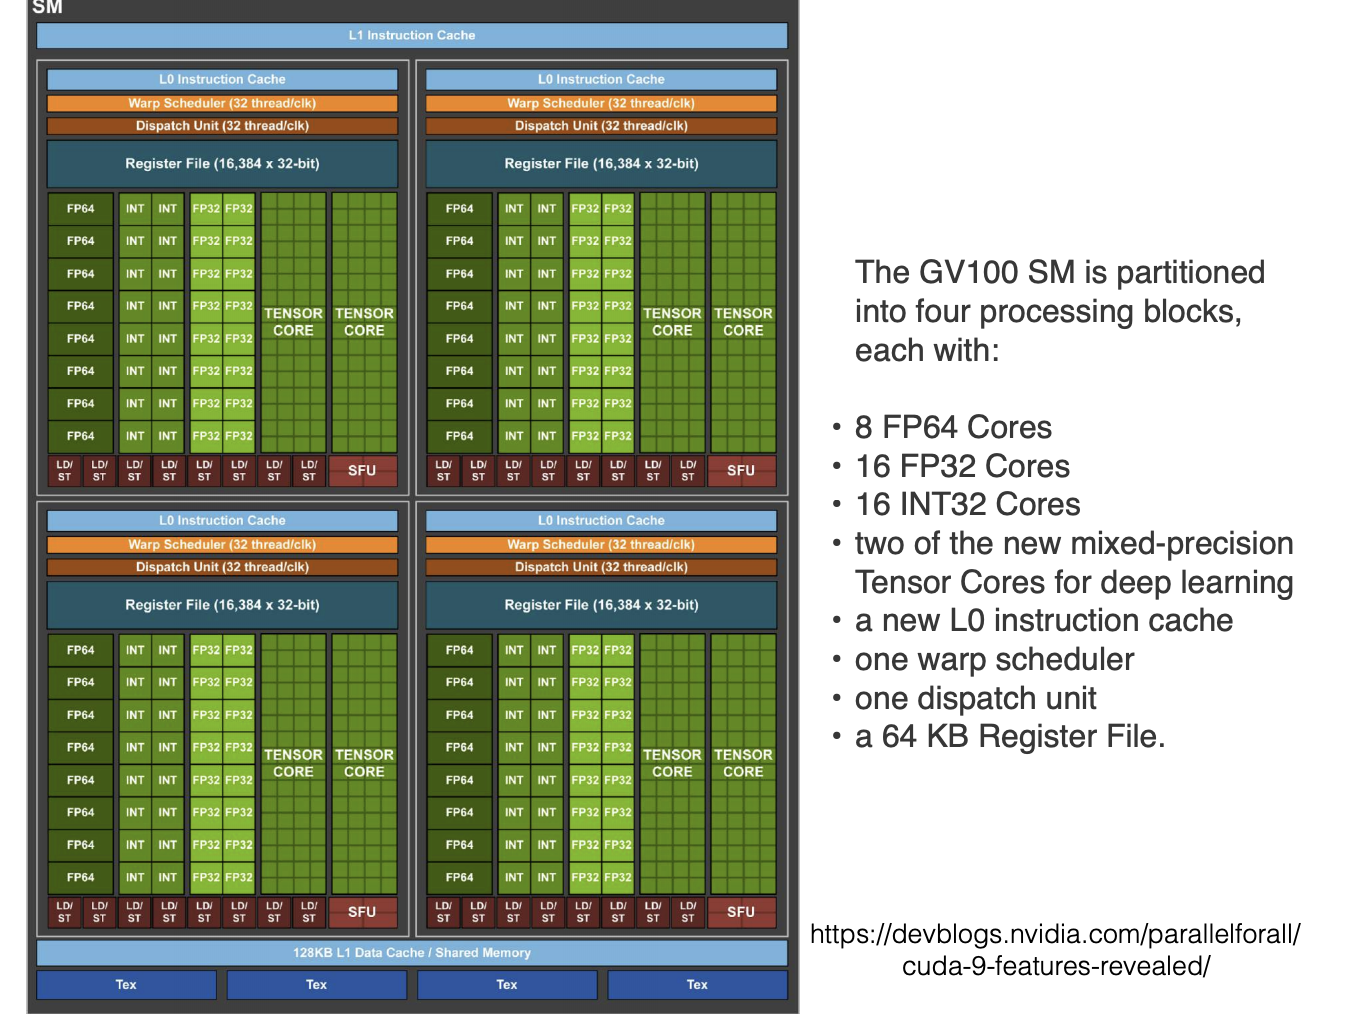 SM
L1 Instruction Cache
L0 Instruction Cache
Warp Scheduler (32 thread/clk)
Dispatch Unit (32 thread/clk)
Register File (16,384 x 32-bit)
FP64 INT INT FP32 FP32
FP64 INT INT FP32 FP32
FP64 INT INT FP32 FP32
FP64 INT INT FP32 FP32
FP64 INT INT FP32 FP32
FP64 INT INT FP32 FP32
FP64 INT INT FP32 FP32
FP64 INT INT FP32 FP32
TENSOR TENSOR
CORE CORE
LD/ LD/ LD/ LD/ LD/ LD/ LD/ SFU
ST ST ST ST ST ST ST
L0 Instruction Cache
Warp Scheduler (32 thread/clk)
Dispatch Unit (32 thread/clk)
Register File (16,384 x 32-bit)
FP64 INT INT FP32 FP32
FP64 INT INT FP32 FP32
FP64 INT INT FP32 FP32
FP64 INT INT FP32 FP32
FP64 INT INT FP32 FP32
FP64 INT INT FP32 FP32
FP64 INT INT FP32 FP32
FP64 INT INT FP32 FP32
TENSOR TENSOR
CORE CORE
LD/ LD/ LD/ LD/ LD/ LD/ LD/ LD/ SFU
ST ST ST ST ST ST ST ST
L0 Instruction Cache
Warp Scheduler (32 thread/clk)
Dispatch Unit (32 thread/clk)
Register File (16,384 x 32-bit)
FP64 INT INT FP32 FP32
FP64 INT INT FP32 FP32
FP64 INT INT FP32 FP32
FP64 INT INT FP32 FP32
FP64 INT INT FP32 FP32
FP64 INT INT FP32 FP32
FP64 INT INT FP32 FP32
FP64 INT INT FP32 FP32
TENSOR TENSOR
CORE CORE
LD/ LD/ LD/ LD/ LD/ LD/ LD/ LD/ SFU
ST ST ST ST ST ST ST ST
L0 Instruction Cache
Warp Scheduler (32 thread/clk)
Dispatch Unit (32 thread/clk)
Register File (16,384 x 32-bit)
FP64 INT INT FP32 FP32
FP64 INT INT FP32 FP32
FP64 INT INT FP32 FP32
FP64 INT INT FP32 FP32
FP64 INT INT FP32 FP32
FP64 INT INT FP32 FP32
FP64 INT INT FP32 FP32
FP64 INT INT FP32 FP32
TENSOR TENSOR
CORE CORE
LD/ LD/ LD/ LD/ LD/ LD/ LD/ LD/ SFU
ST ST ST ST ST ST ST ST
128KB L1 Data Cache / Shared Memory
Tex Tex Tex Tex
The GV100 SM is partitioned
into four processing blocks,
each with:
• 8 FP64 Cores
• 16 FP32 Cores
• 16 INT32 Cores
• two of the new mixed-precision
Tensor Cores for deep learning
• a new L0 instruction cache
• one warp scheduler
• one dispatch unit
• a 64 KB Register File.
https://devblogs.nvidia.com/parallelforall/
cuda-9-features-revealed/